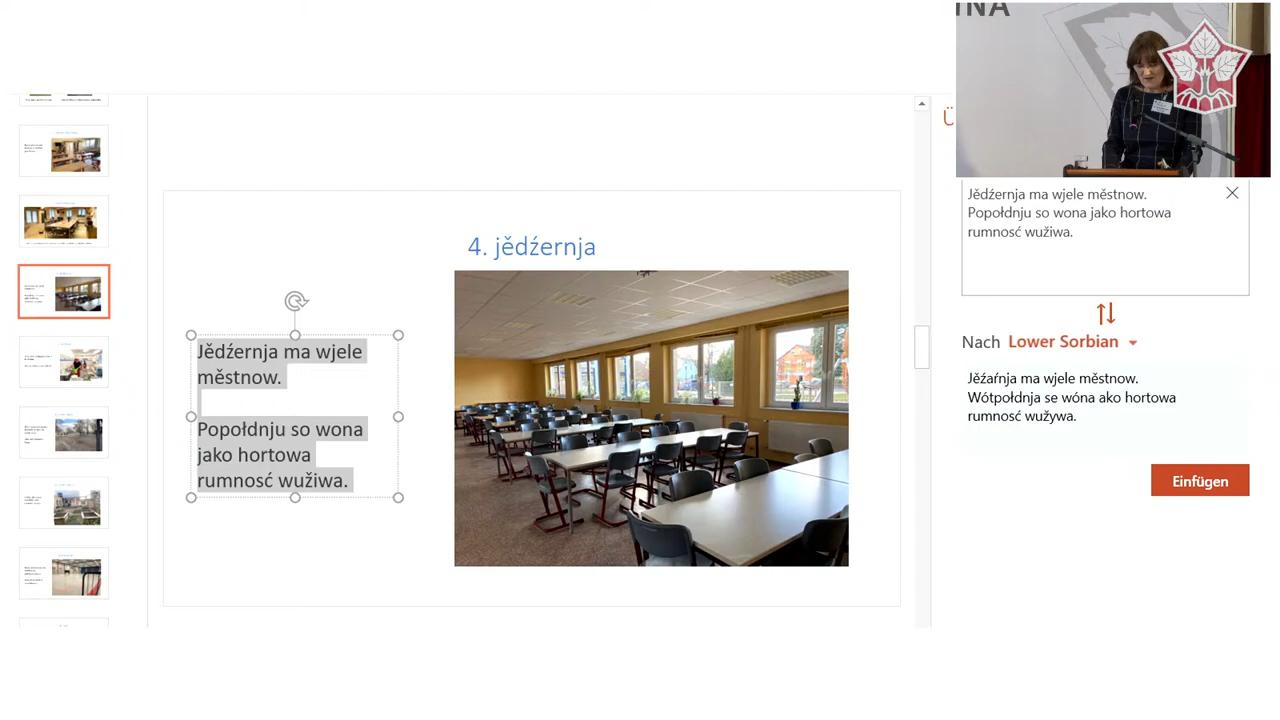 INA
4. jědźernja
Jědźernja ma wjele
městnow.
Popołdnju so wona
jako hortowa
rumnosć wužiwa.
Ü
Jědźernja ma wjele městnow.
Popołdnju so wona jako hortowa
rumnosć wužiwa.
Nach Lower Sorbian
Jěźaŕnja ma wjele městnow.
Wótpołdnja se wóna ako hortowa
rumnosć wužywa.
Einfügen